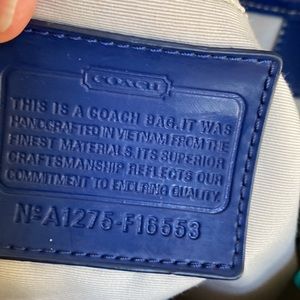 COACH
THIS IS A COACH BAG. IT WAS
HANDCRAFTED IN VIETNAM FROM THE
FINEST MATERIALS. ITS SUPERIOR
CRAFTSMANSHIP REFLECTS OUR
COMMITMENT TO ENDURING QUALITY.
Nº A1275-F16553